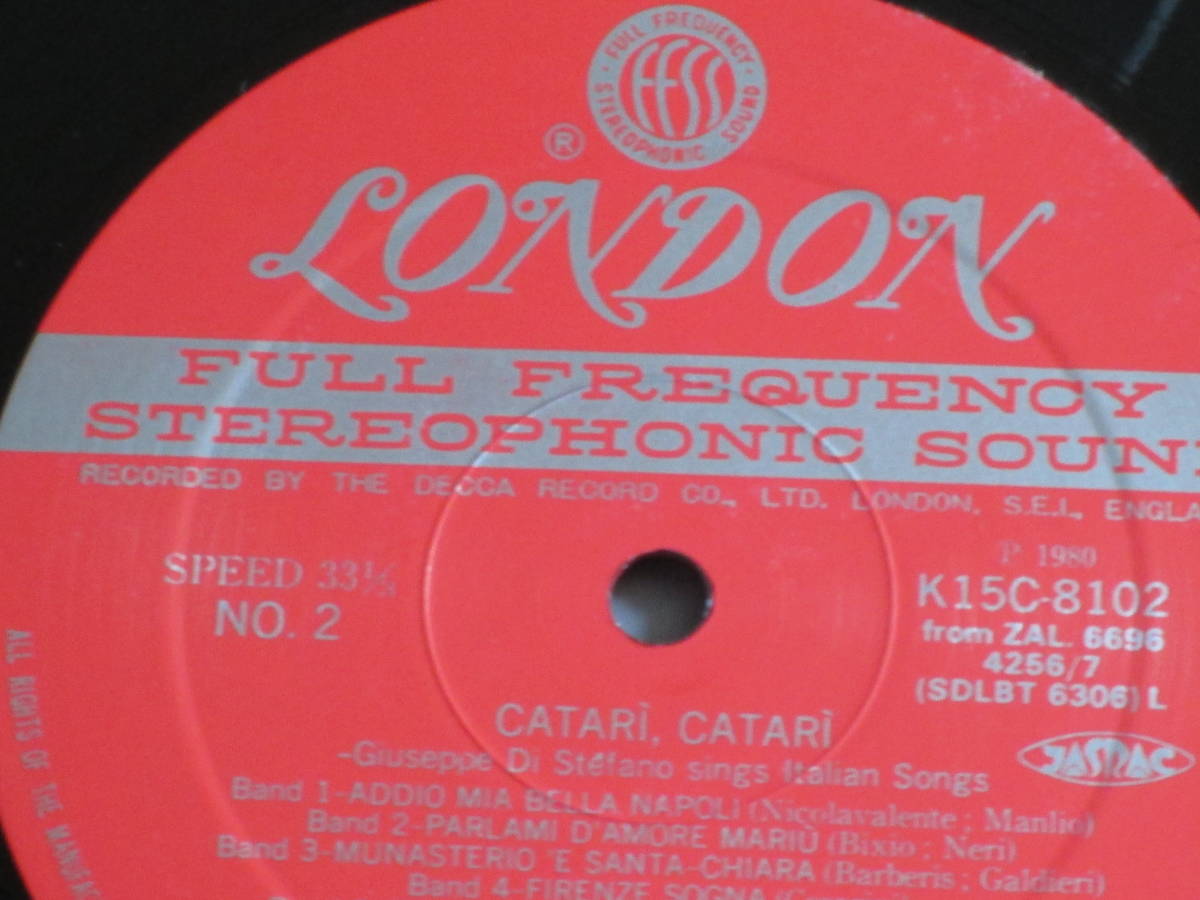 FULL FREQUENCY
STEREOPHONIC SOUND
FFSS
®
LONDON
FULL FREQUENCY
STEREOPHONIC
RECORDED BY THE DECCA RECORD CO., LTD. LONDON, S.E.I.,
SPEED 33⅓
NO. 2
P 1980
K15C-8102
from ZAL. 6696
4256/7
(SDLBT 6306) L
JASRAC
CATARÌ, CATARÌ
-Giuseppe Di Stéfano sings Italian Songs
Band 1-ADDIO MIA BELLA NAPOLI (Nicolavalente ; Manlio)
Band 2-PARLAMI D'AMORE MARIÙ (Bixio ; Neri)
Band 3-MUNASTERIO 'E SANTA-CHIARA (Barberis ; Galdieri)
Band 4-FIRENZE SOGNA
ALL RIGHTS OF THE